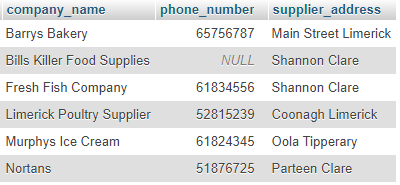 company_name phone_number supplier_address
Barrys Bakery 65756787 Main Street Limerick
Bills Killer Food Supplies NULL Shannon Clare
Fresh Fish Company 61834556 Shannon Clare
Limerick Poultry Supplier 52815239 Coonagh Limerick
Murphys Ice Cream 61824345 Oola Tipperary
Nortans 51876725 Parteen Clare